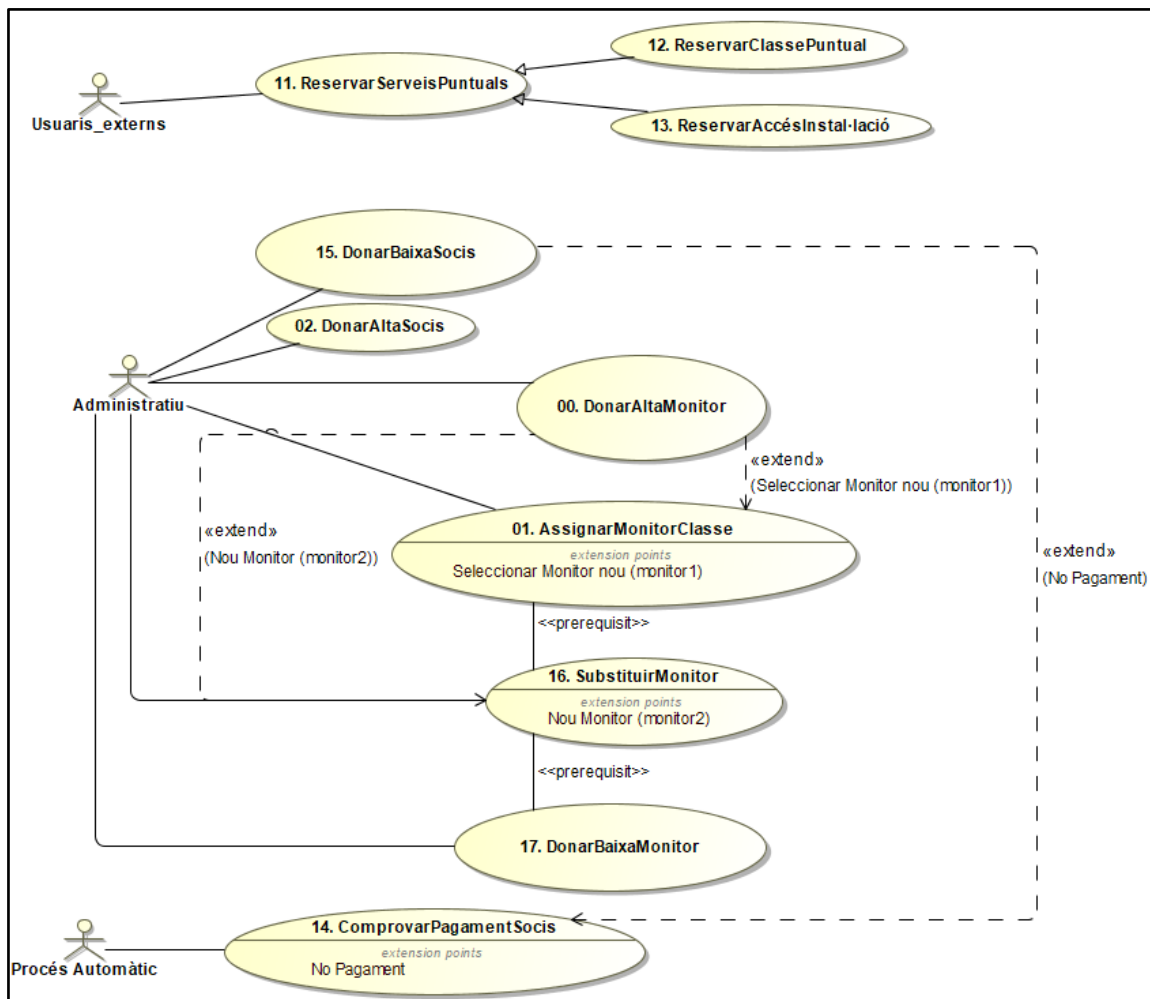 12. ReservarClassePuntual
11. ReservarServeisPuntuals
Usuaris_externs
13. ReservarAccésInstal·lació
15. DonarBaixaSocis
02. DonarAltaSocis
Administratiu
00. DonarAltaMonitor
«extend»
(Seleccionar Monitor nou (monitor1))
«extend»
(Nou Monitor (monitor2))
01. AssignarMonitorClasse
extension points
Seleccionar Monitor nou (monitor1)
«extend»
(No Pagament)
<<prerequisit>>
16. SubstituirMonitor
extension points
Nou Monitor (monitor2)
<<prerequisit>>
17. DonarBaixaMonitor
14. ComprovarPagamentSocis
extension points
No Pagament
Procés Automàtic